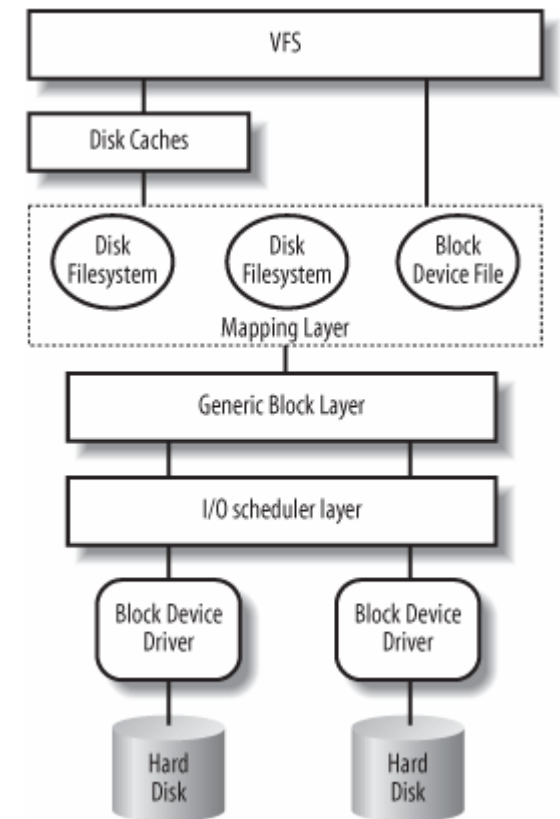 VFS
Disk Caches
Disk
Filesystem
Disk
Filesystem
Block
Device File
Mapping Layer
Generic Block Layer
I/O scheduler layer
Block Device
Driver
Block Device
Driver
Hard
Disk
Hard
Disk